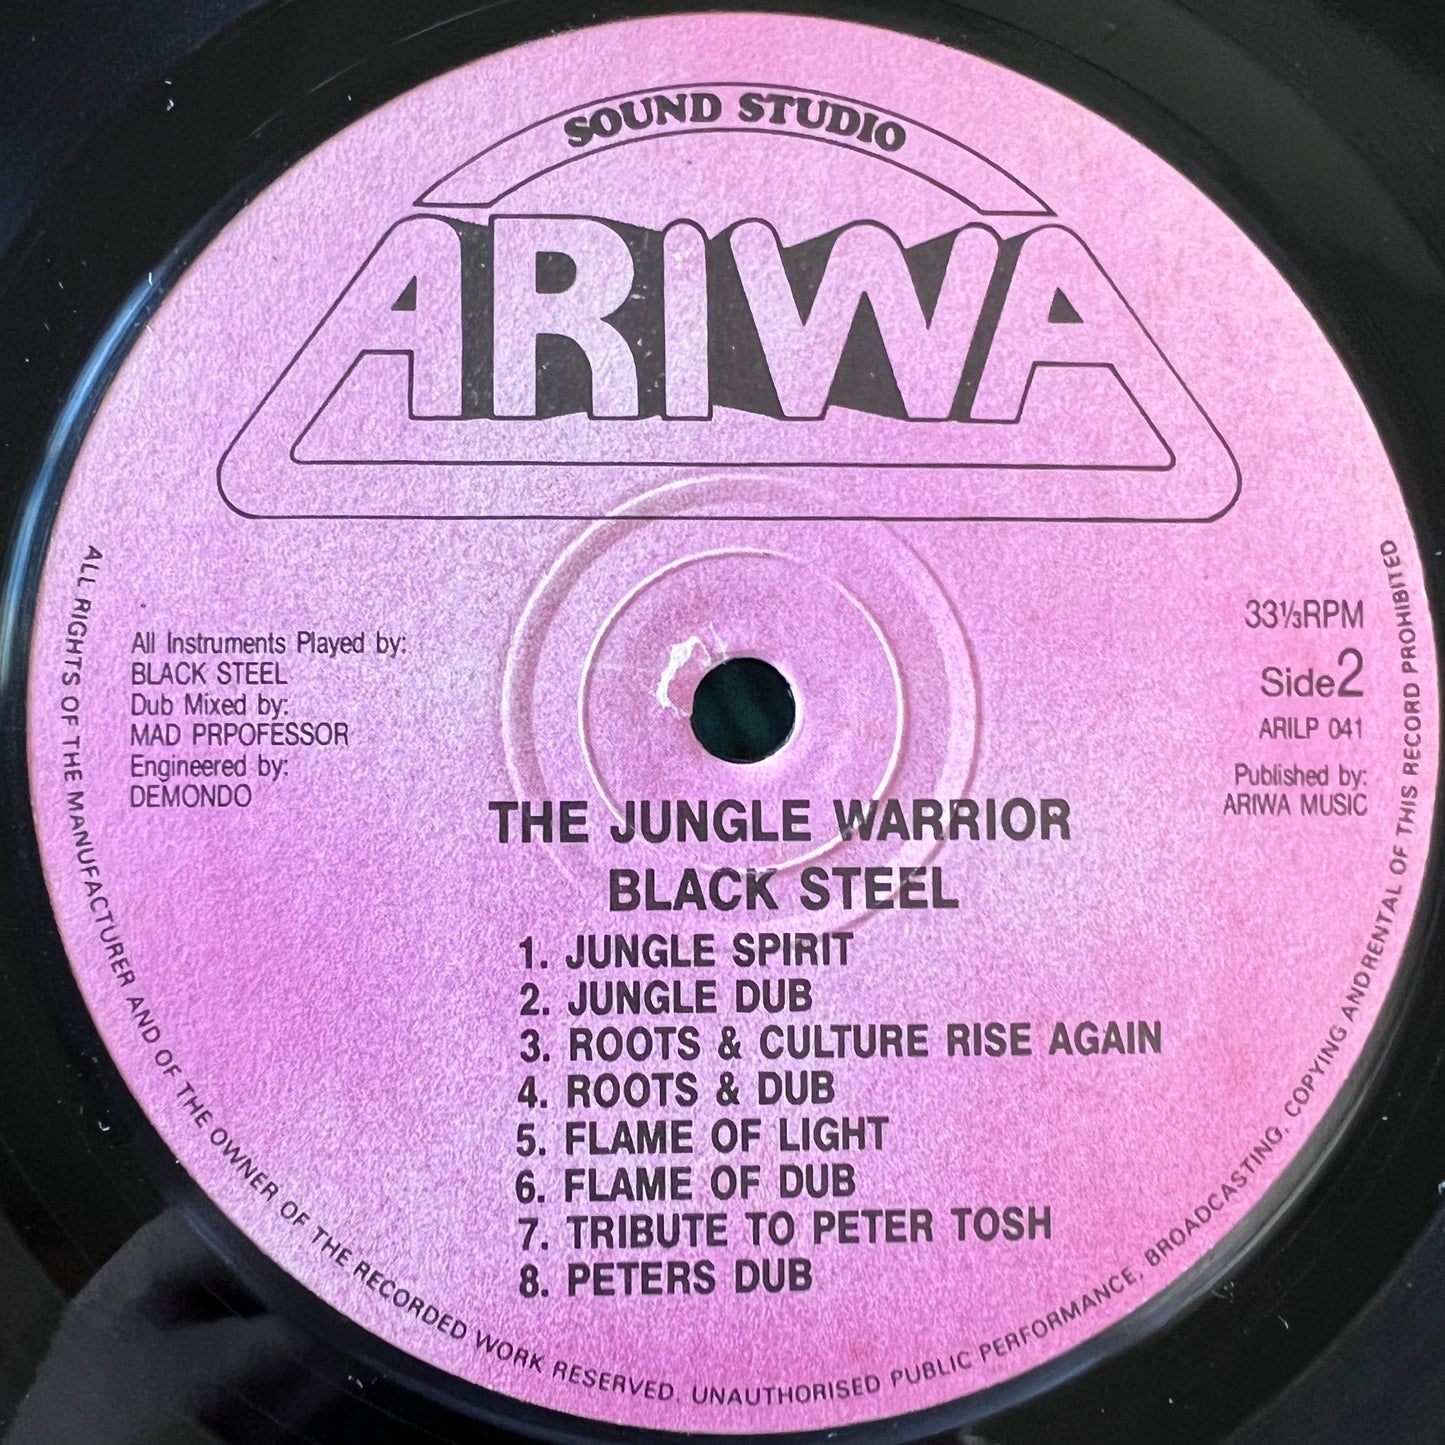 SOUND STUDIO
ARIWA
All Instruments Played by:
BLACK STEEL
Dub Mixed by:
MAD PRPOFESSOR
Engineered by:
DEMONDO
33⅓RPM
Side2
ARILP 041
Published by:
ARIWA MUSIC
THE JUNGLE WARRIOR
BLACK STEEL
1. JUNGLE SPIRIT
2. JUNGLE DUB
3. ROOTS & CULTURE RISE AGAIN
4. ROOTS & DUB
5. FLAME OF LIGHT
6. FLAME OF DUB
7. TRIBUTE TO PETER TOSH
8. PETERS DUB
ALL RIGHTS OF THE MANUFACTURER AND OF THE OWNER OF THE RECORDED WORK RESERVED. UNAUTHORISED PUBLIC PERFORMANCE, BROADCASTING, COPYING ANDRENTAL OF THIS RECORD PROHIBITED